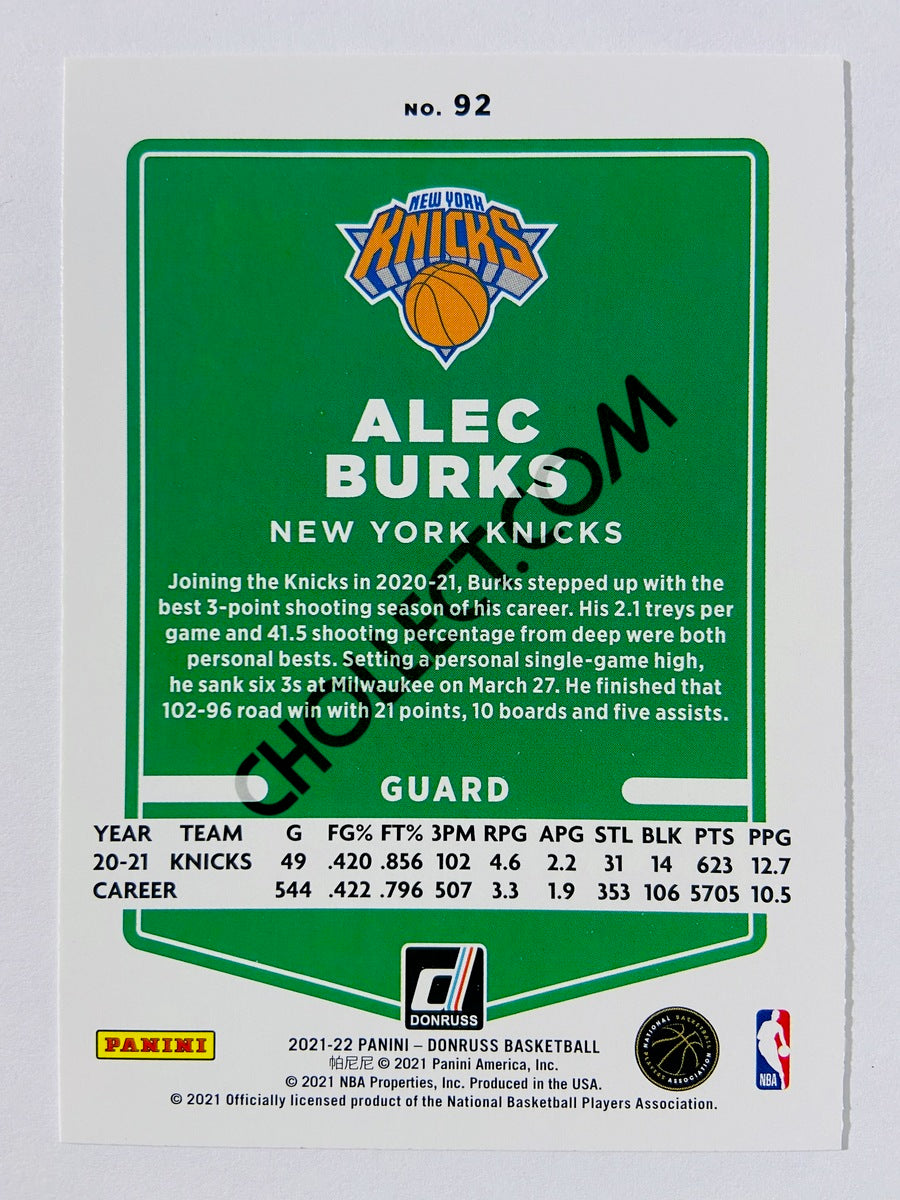 NO. 92
NEW YORK
KNICKS
ALEC
BURKS
NEW YORK KNICKS
Joining the Knicks in 2020-21, Burks stepped up with the
best 3-point shooting season of his career. His 2.1 treys per
game and 41.5 shooting percentage from deep were both
personal bests. Setting a personal single-game high,
he sank six 3s at Milwaukee on March 27. He finished that
102-96 road win with 21 points, 10 boards and five assists.
CHOLLECT.COM
GUARD
YEAR TEAM G FG% FT% 3PM RPG APG STL BLK PTS PPG
20-21 KNICKS 49 .420 .856 102 4.6 2.2 31 14 623 12.7
CAREER 544 .422 .796 507 3.3 1.9 353 106 5705 10.5
d
DONRUSS
PANINI
2021-22 PANINI – DONRUSS BASKETBALL
帕尼尼 © 2021 Panini America, Inc.
© 2021 NBA Properties, Inc. Produced in the USA.
© 2021 Officially licensed product of the National Basketball Players Association.
NATIONAL BASKETBALL
PLAYERS ASSOCIATION
NBA